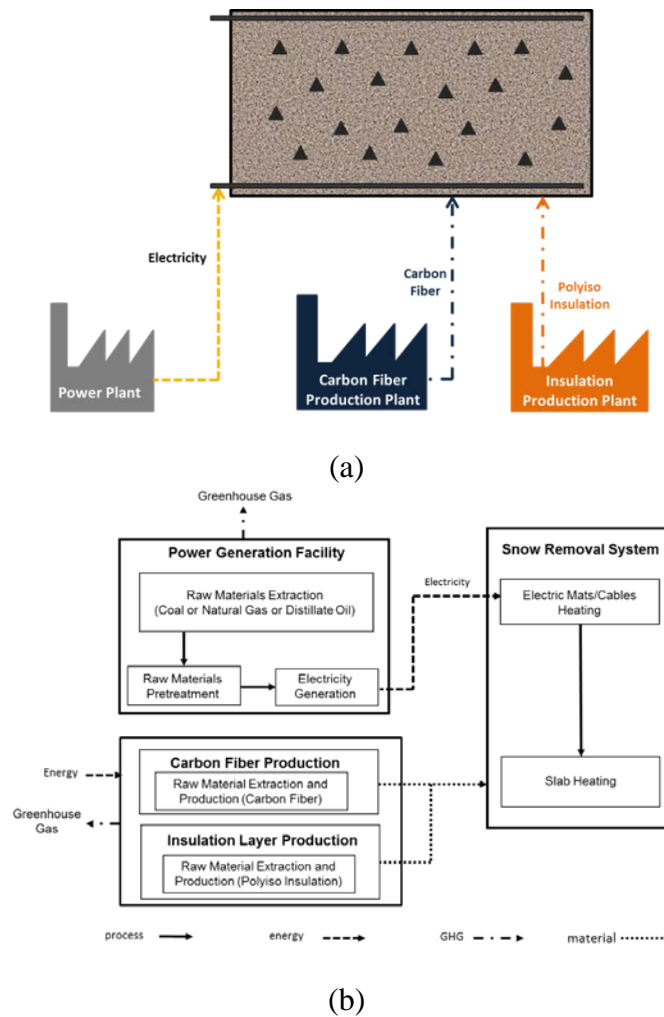 Electricity
Carbon
Fiber
Polyiso
Insulation
Power Plant
Carbon Fiber
Production Plant
Insulation
Production Plant
(a)
Greenhouse Gas
Power Generation Facility
Raw Materials Extraction
(Coal or Natural Gas or Distillate Oil)
Raw Materials
Pretreatment
Electricity
Generation
Electricity
Snow Removal System
Electric Mats/Cables
Heating
Slab Heating
Energy
Greenhouse
Gas
Carbon Fiber Production
Raw Material Extraction and
Production (Carbon Fiber)
Insulation Layer Production
Raw Material Extraction and
Production (Polyiso Insulation)
process
energy
GHG
material
(b)